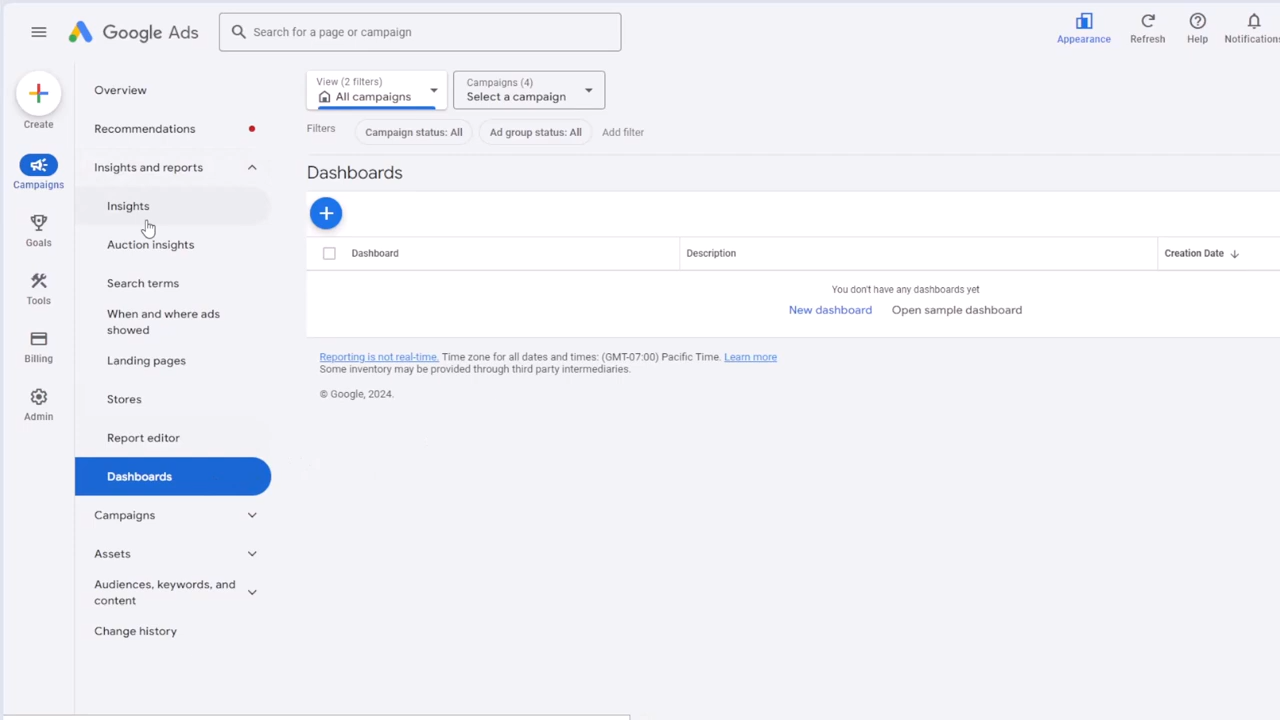 Google Ads
Search for a page or campaign
Appearance
Refresh
Help
Notifications
Create
Campaigns
Goals
Tools
Billing
Admin
Overview
Recommendations
Insights and reports
Insights
Auction insights
Search terms
When and where ads
showed
Landing pages
Stores
Report editor
Dashboards
Campaigns
Assets
Audiences, keywords, and
content
Change history
View (2 filters)
All campaigns
Campaigns (4)
Select a campaign
Filters
Campaign status: All
Ad group status: All
Add filter
Dashboards
Dashboard
Description
Creation Date
You don't have any dashboards yet
New dashboard
Open sample dashboard
Reporting is not real-time. Time zone for all dates and times: (GMT-07:00) Pacific Time. Learn more
Some inventory may be provided through third party intermediaries.
© Google, 2024.